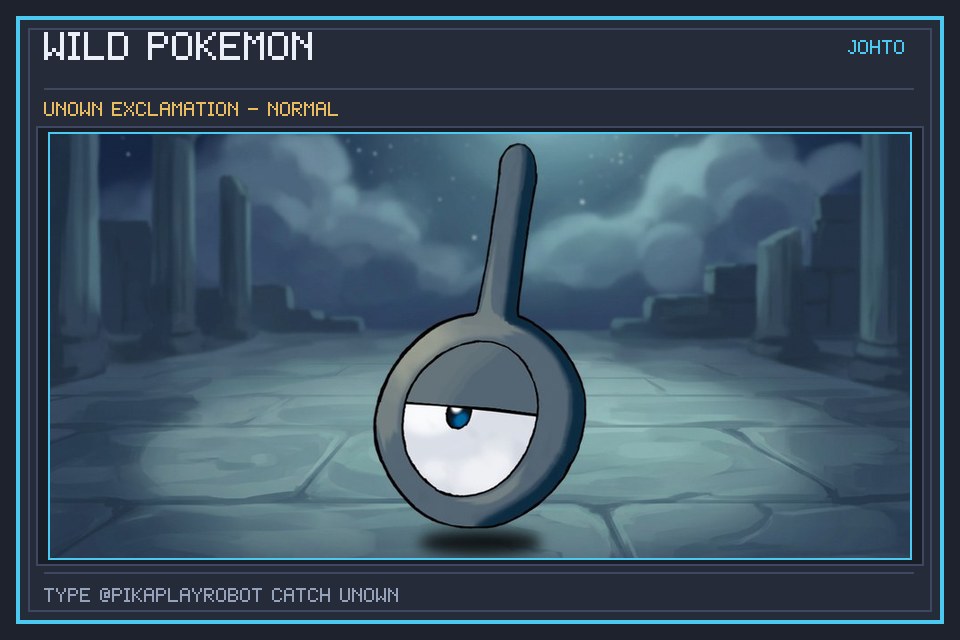 WILD POKEMON
JOHTO
UNOWN EXCLAMATION – NORMAL
TYPE @PIKAPLAYROBOT CATCH UNOWN